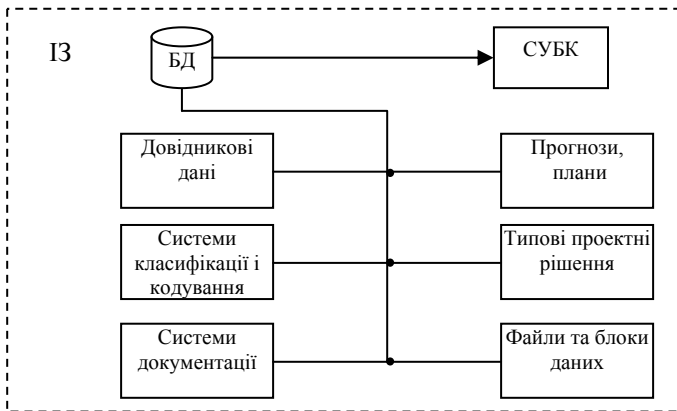 ІЗ
БД
СУБК
Довідникові
дані
Прогнози,
плани
Системи
класифікації і
кодування
Типові проектні
рішення
Системи
документації
Файли та блоки
даних